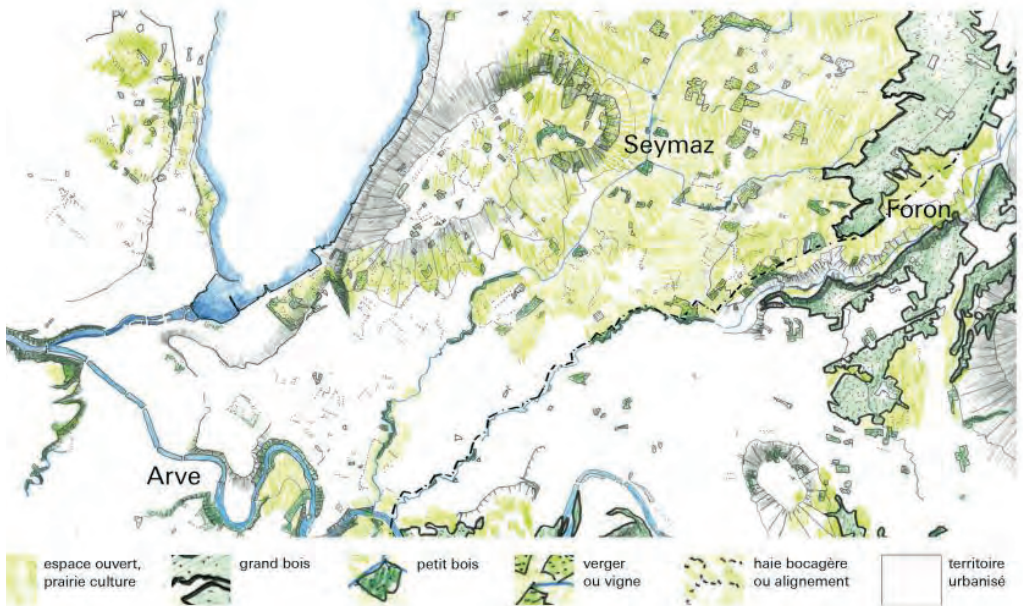 Seymaz
Foron
Arve
espace ouvert,
prairie culture
grand bois
petit bois
verger
ou vigne
haie bocagère
ou alignement
territoire
urbanisé